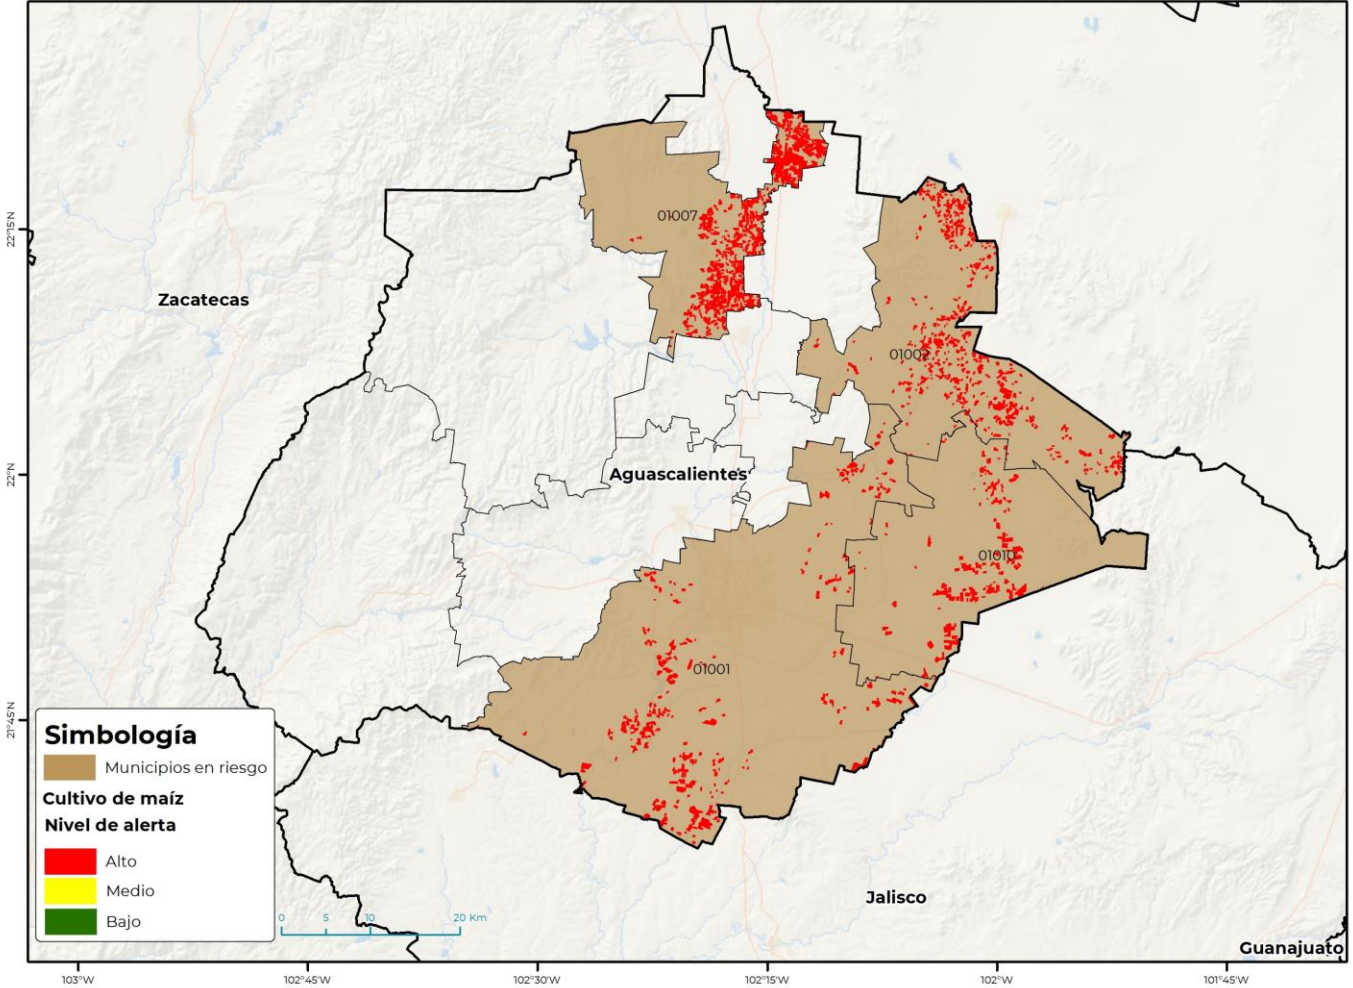 22°15'N
22°N
21°45'N
01007
Zacatecas
01002
Aguascalientes
01010
01001
Simbología
Municipios en riesgo
Cultivo de maíz
Nivel de alerta
Alto
Medio
Bajo
0 5 10 20 Km
Jalisco
Guanajuato
103°W 102°45'W 102°30'W 102°15'W 102°W 101°45'W